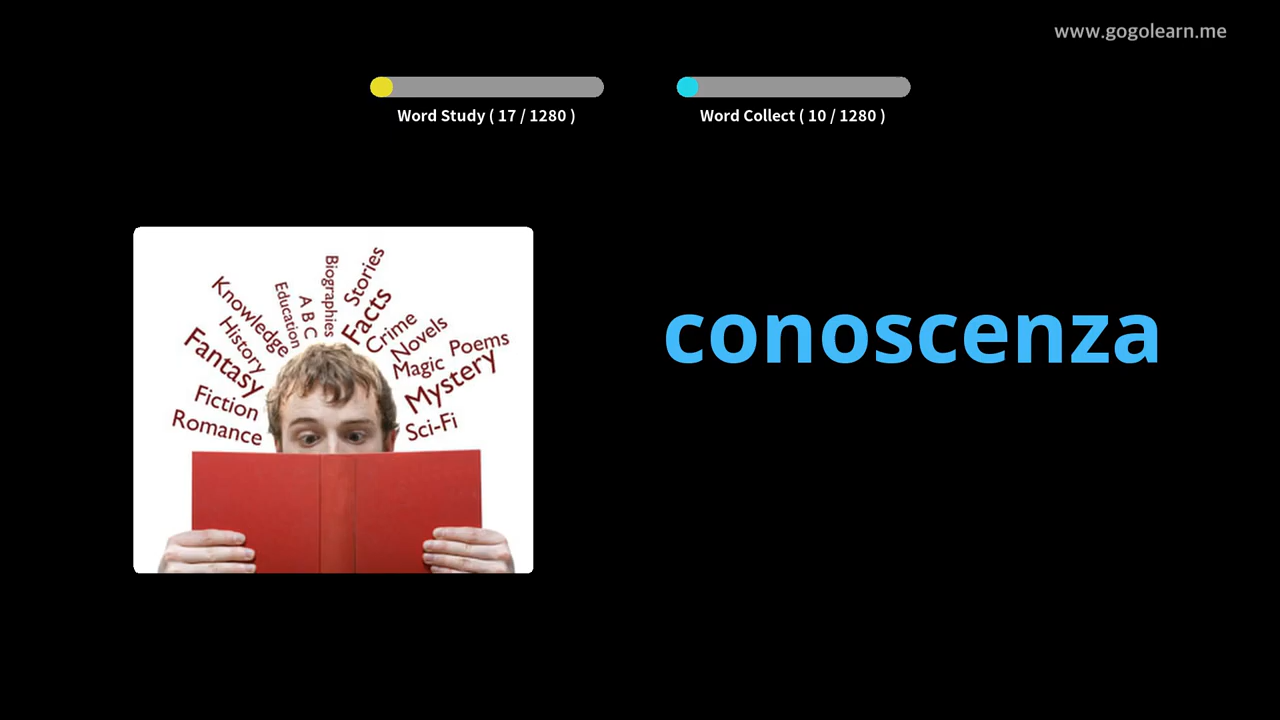 www.gogolearn.me
Word Study ( 17 / 1280 )
Word Collect ( 10 / 1280 )
Knowledge
Education
A B C
Biographies
Stories
History
Facts
Crime
Novels
Fantasy
Magic
Poems
Fiction
Mystery
Romance
Sci-Fi
conoscenza